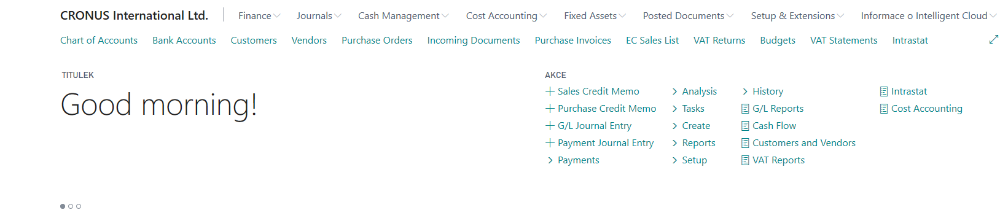 CRONUS International Ltd. Finance Journals Cash Management Cost Accounting Fixed Assets Posted Documents Setup & Extensions Informace o Intelligent Cloud
Chart of Accounts Bank Accounts Customers Vendors Purchase Orders Incoming Documents Purchase Invoices EC Sales List VAT Returns Budgets VAT Statements Intrastat
TITULEK
Good morning!
AKCE
Sales Credit Memo Analysis History Intrastat
Purchase Credit Memo Tasks G/L Reports Cost Accounting
G/L Journal Entry Create Cash Flow
Payment Journal Entry Reports Customers and Vendors
Payments Setup VAT Reports